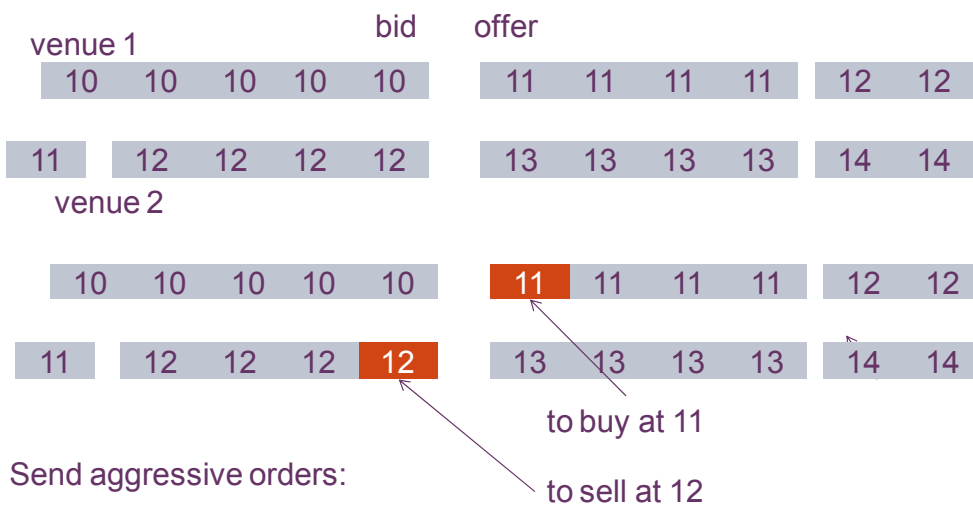 bid offer
venue 1
10 10 10 10 10 11 11 11 11 12 12
11 12 12 12 12 13 13 13 13 14 14
venue 2
10 10 10 10 10 11 11 11 11 12 12
11 12 12 12 12 13 13 13 13 14 14
to buy at 11
Send aggressive orders:
to sell at 12